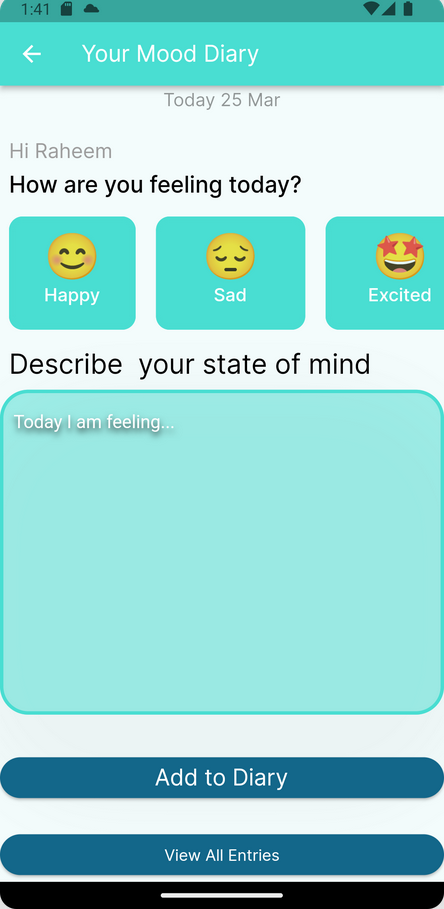 1:41
Your Mood Diary
Today 25 Mar
Hi Raheem
How are you feeling today?
Happy Sad Excited
Describe  your state of mind
Today I am feeling...
Add to Diary
View All Entries